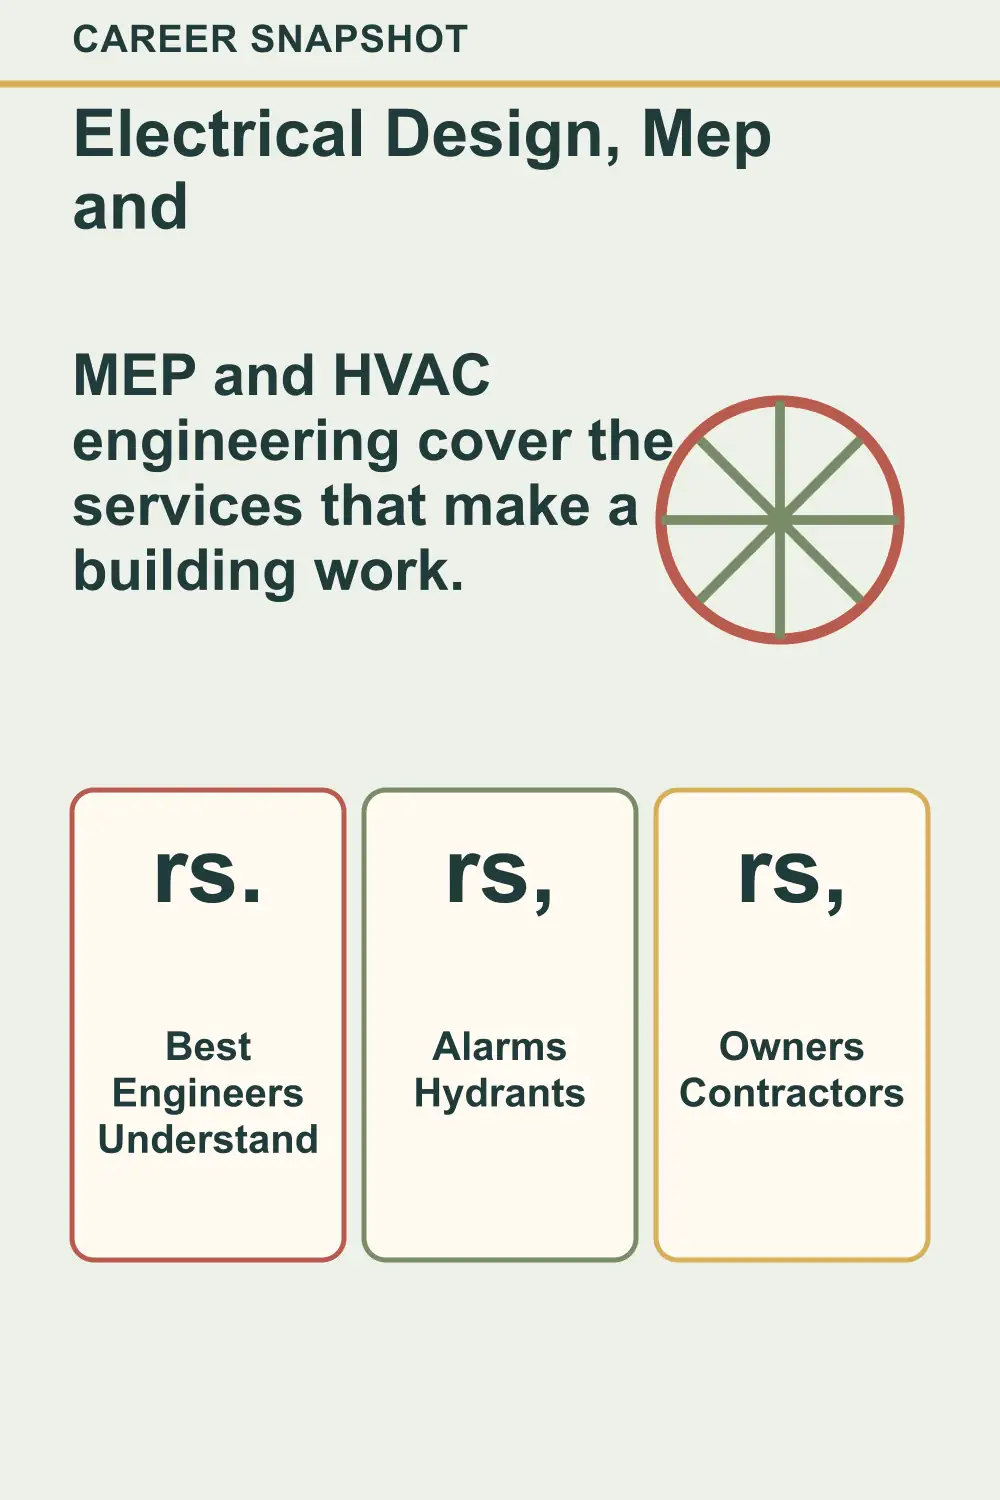 CAREER SNAPSHOT
Electrical Design, Mep
and
MEP and HVAC
engineering cover the
services that make a
building work.
rs.
Best
Engineers
Understand
rs,
Alarms
Hydrants
rs,
Owners
Contractors